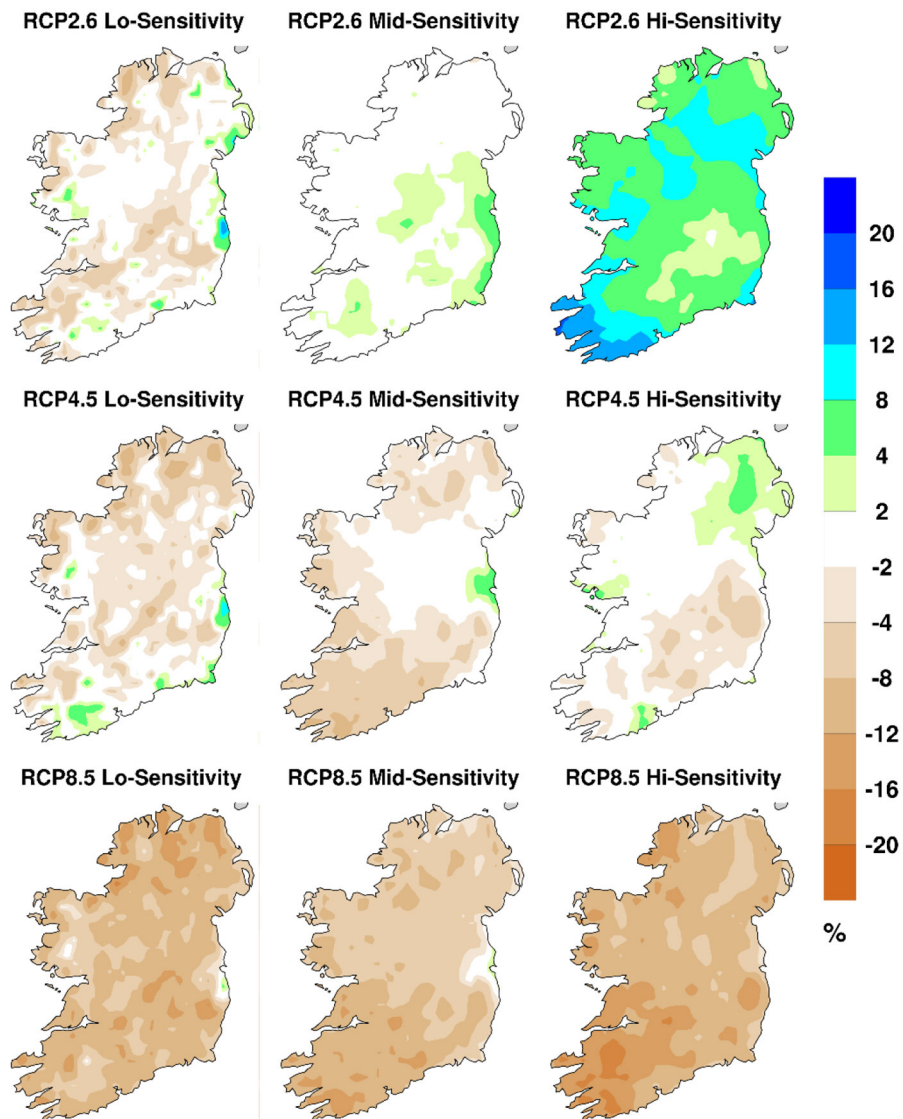 RCP2.6 Lo-Sensitivity
RCP2.6 Mid-Sensitivity
RCP2.6 Hi-Sensitivity
RCP4.5 Lo-Sensitivity
RCP4.5 Mid-Sensitivity
RCP4.5 Hi-Sensitivity
RCP8.5 Lo-Sensitivity
RCP8.5 Mid-Sensitivity
RCP8.5 Hi-Sensitivity
20
16
12
8
4
2
-2
-4
-8
-12
-16
-20
%